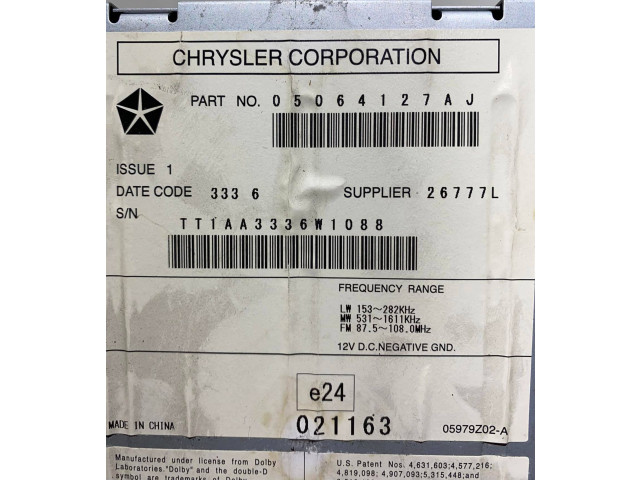 CHRYSLER CORPORATION
PART NO. 05064127AJ
ISSUE 1
DATE CODE 3336 SUPPLIER 26777L
S/N
TT1AA3336W1088
FREQUENCY RANGE
LW 153~282KHz
MW 531~1611KHz
FM 87.5~108.0MHz
12V D.C.NEGATIVE GND.
e24
021163
MADE IN CHINA
05979Z02-A
Manufactured under license from Dolby
Laboratories."Dolby" and the double-D
symbol are trademarks of Dolby
U.S. Patent Nos. 4,631,603;4,577,216;
4,819,098; 4,907,093;5,315,448;and